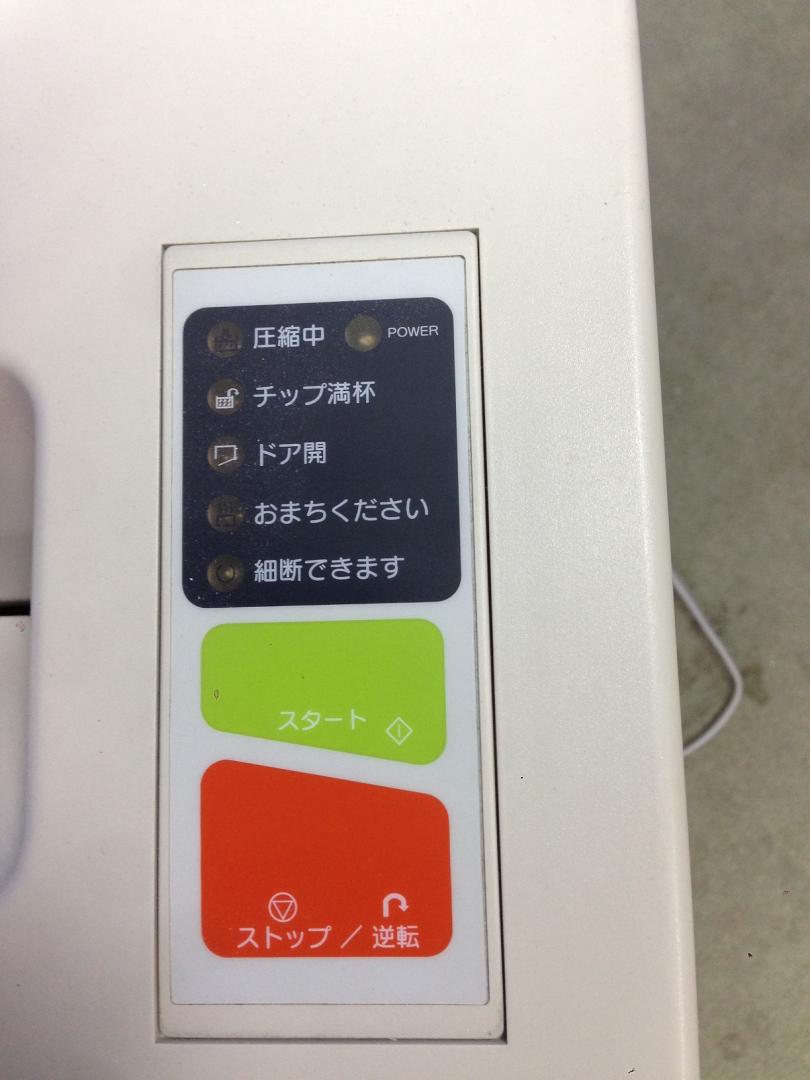 圧縮中 POWER
チップ満杯
ドア開
おまちください
細断できます
スタート
ストップ / 逆転